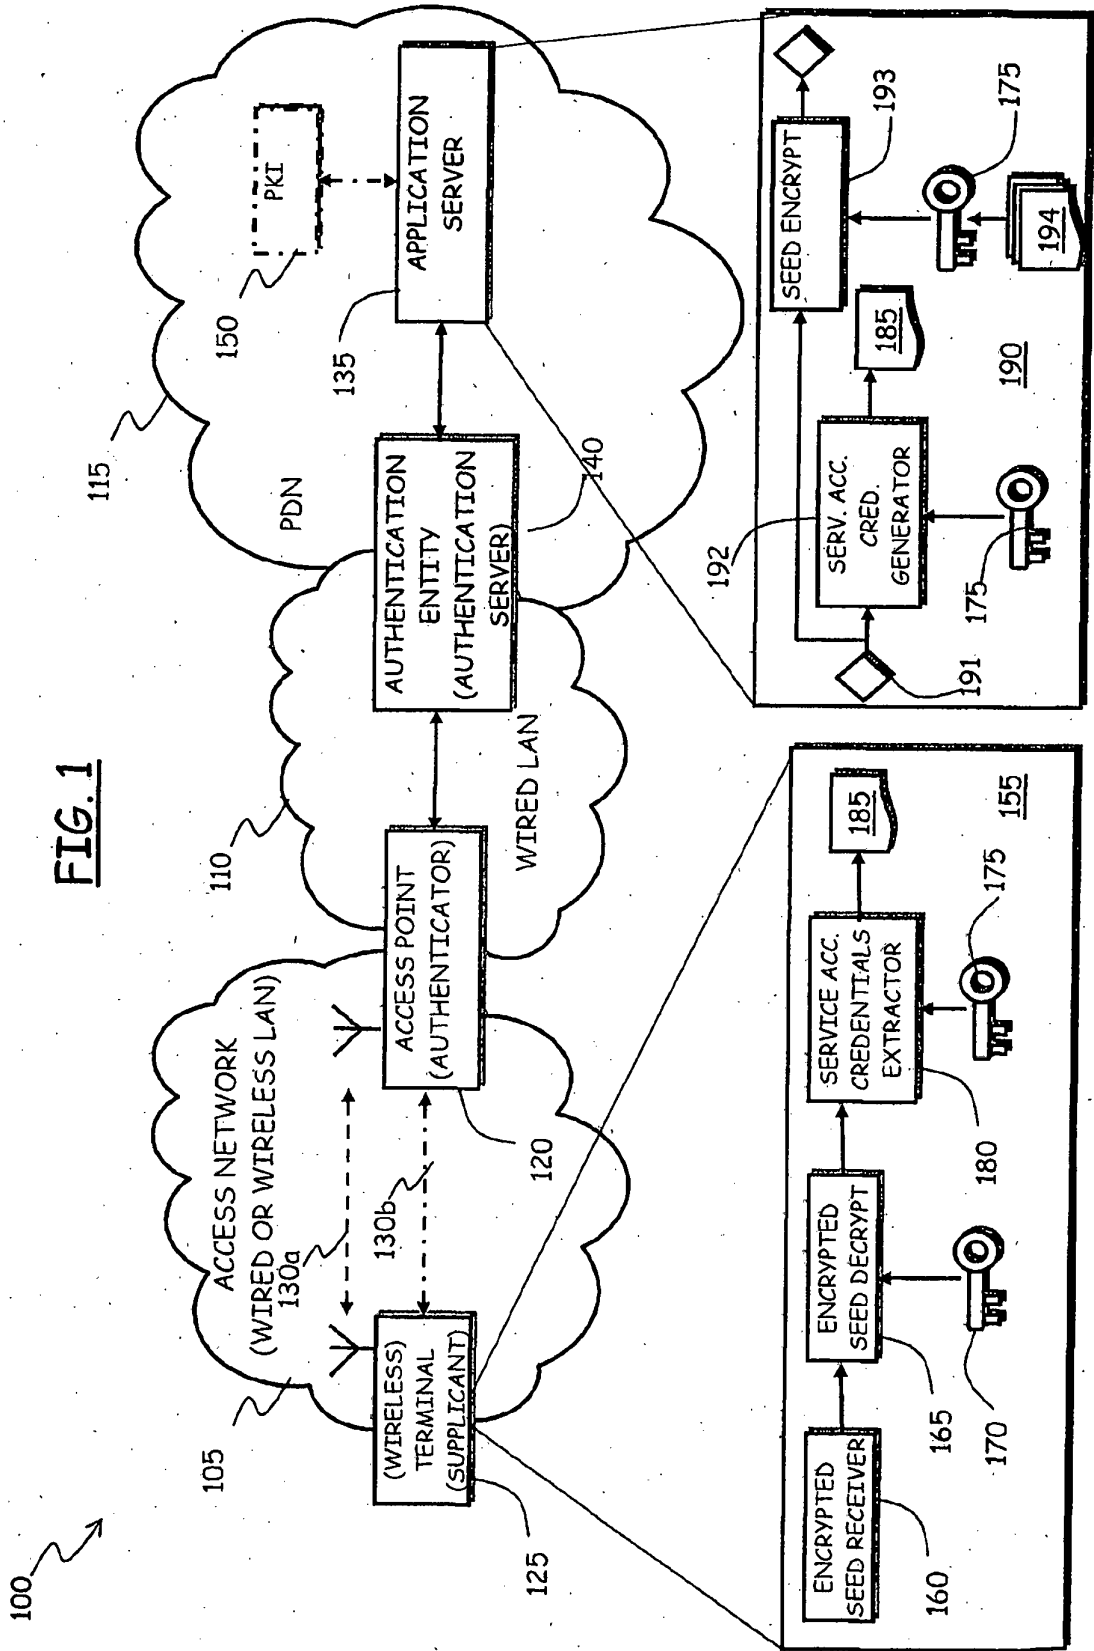 FIG. 1
100
105
ACCESS NETWORK
(WIRED OR WIRELESS LAN)
130a
130b
(WIRELESS)
TERMINAL
(SUPPLICANT)
125
ACCESS POINT
(AUTHENTICATOR)
120
110
WIRED LAN
AUTHENTICATION
ENTITY
(AUTHENTICATION
SERVER)
140
115
PDN
150
PKI
135
APPLICATION
SERVER
ENCRYPTED
SEED RECEIVER
160
ENCRYPTED
SEED DECRYPT
165
170
SERVICE ACC.
CREDENTIALS
EXTRACTOR
180
175
185
155
191
192
SERV. ACC.
CRED.
GENERATOR
175
185
190
SEED ENCRYPT
193
175
194